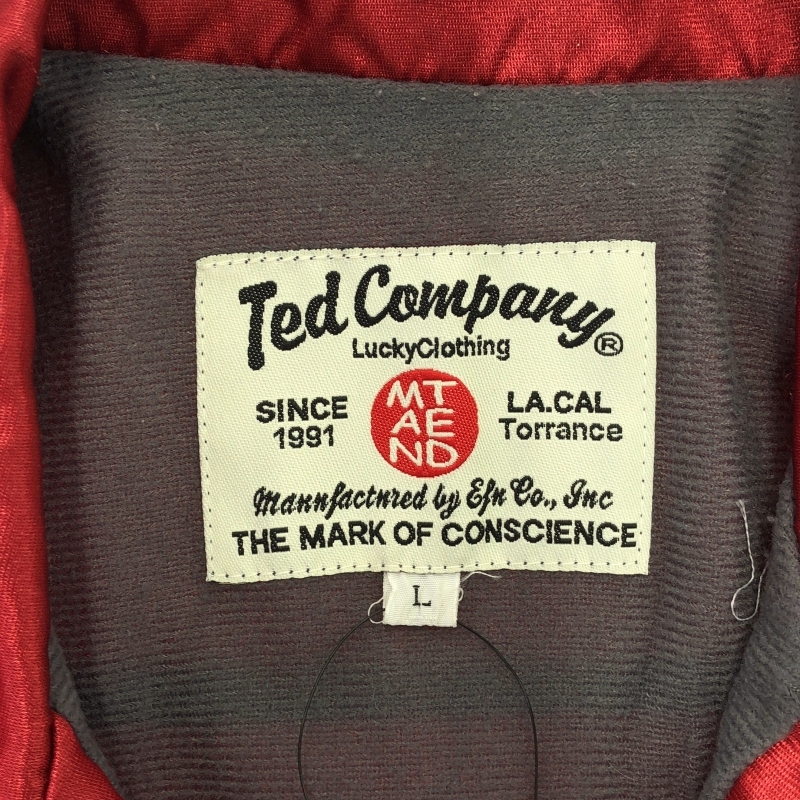 Ted Company®
LuckyClothing
SINCE
1991
MT
AE
ND
LA.CAL
Torrance
Mannfactnred by Efn Co., Inc
THE MARK OF CONSCIENCE
L